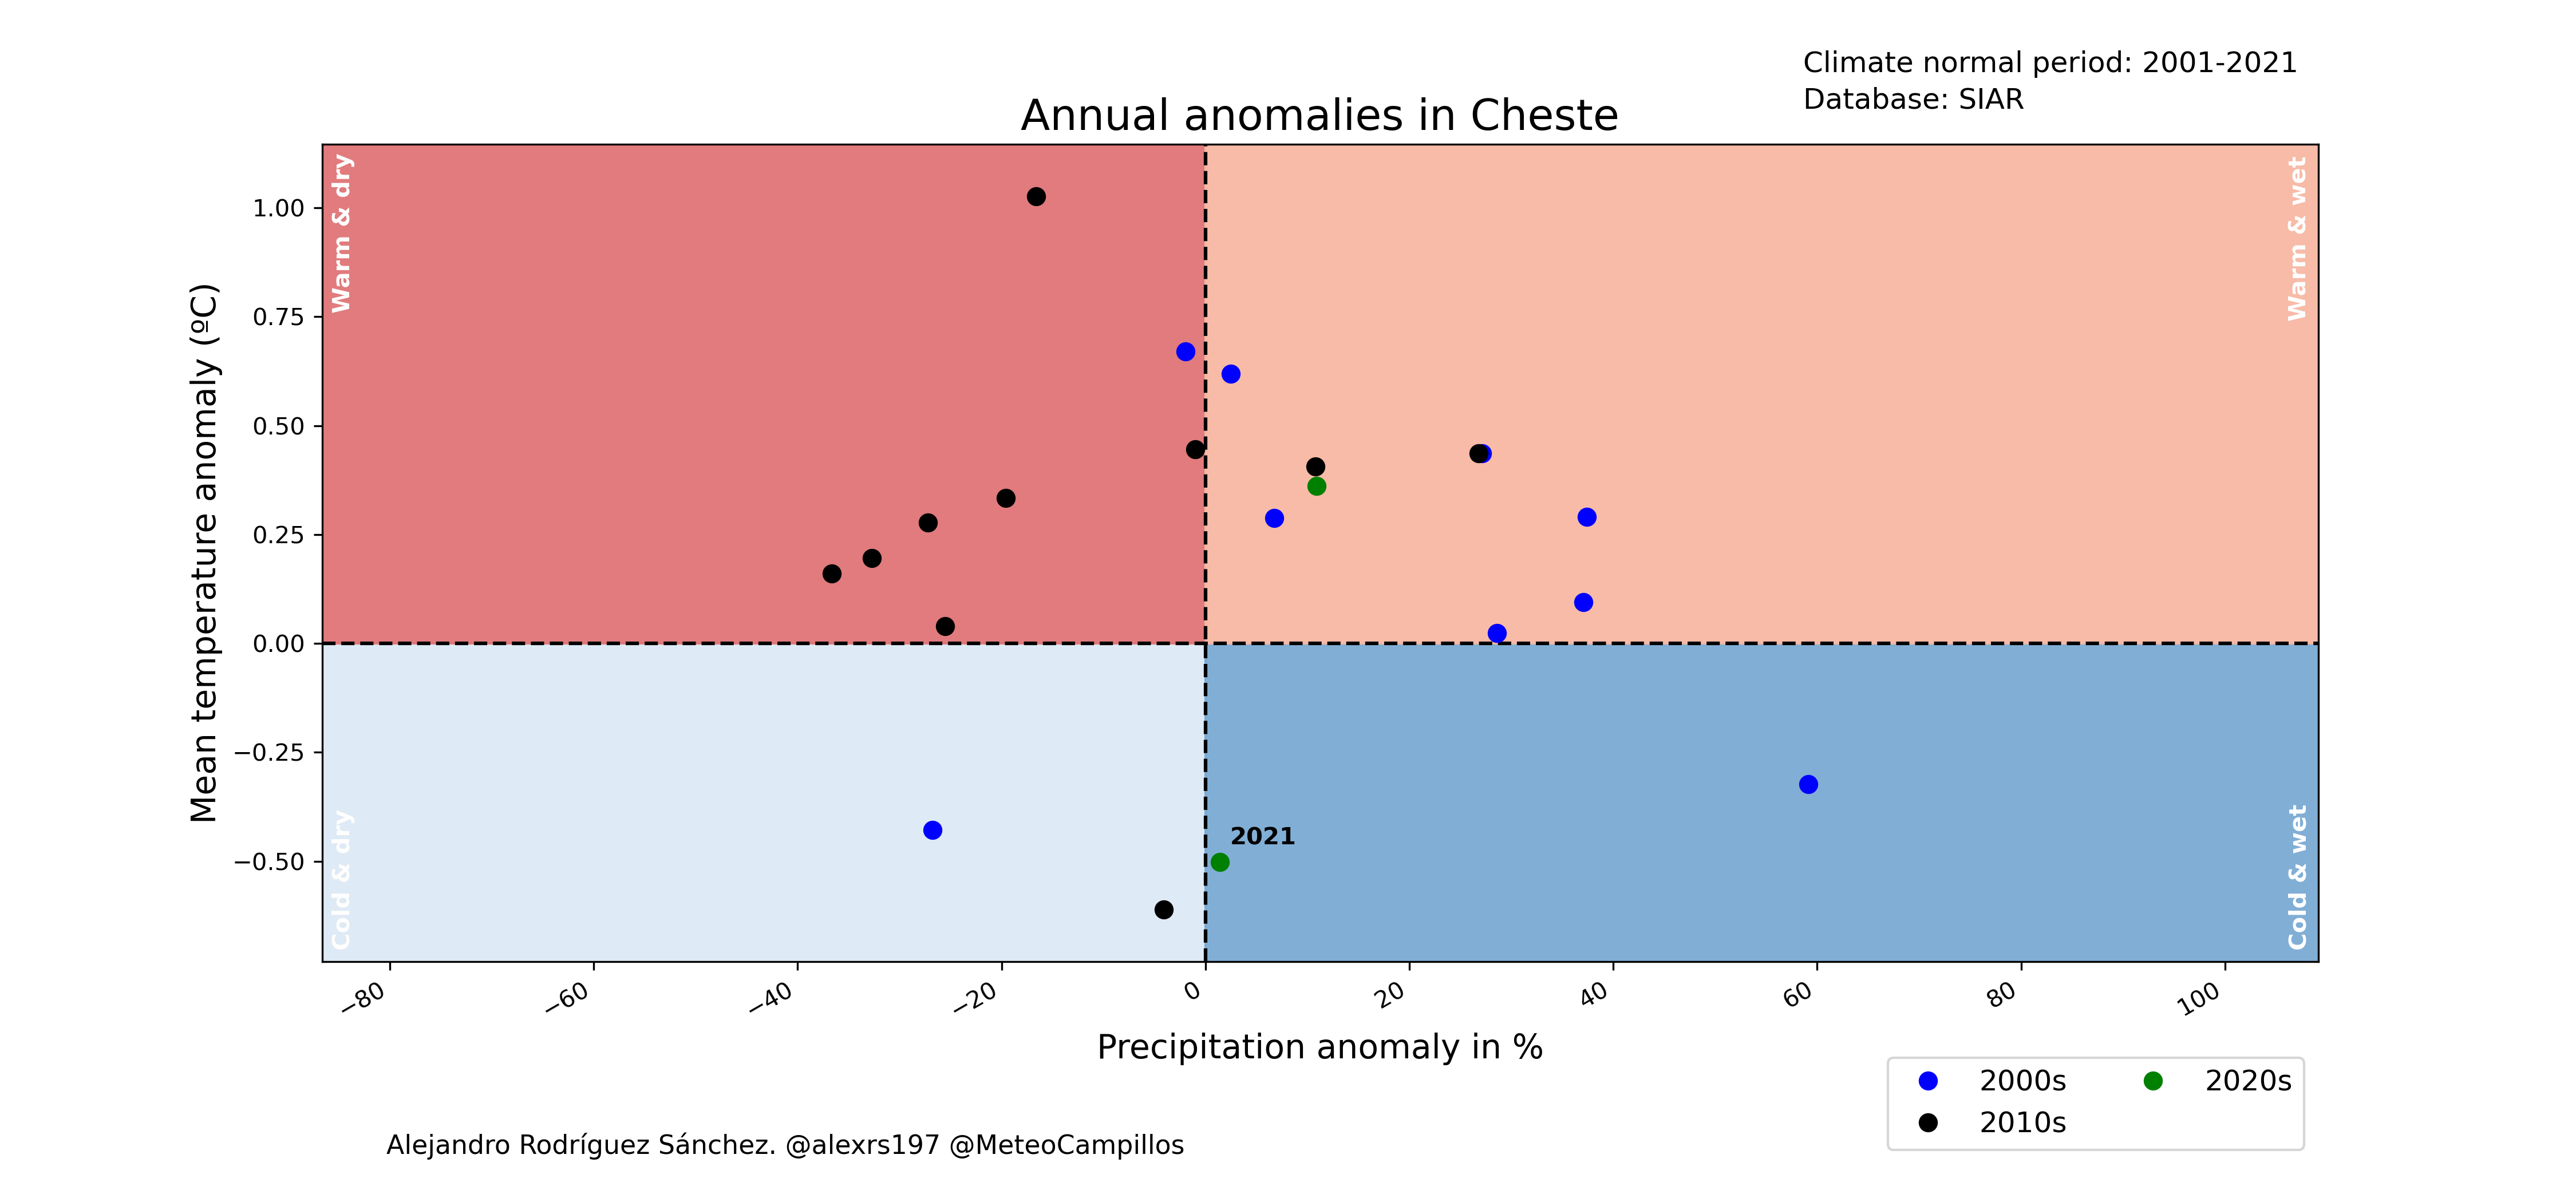 Climate normal period: 2001-2021
Database: SIAR
Annual anomalies in Cheste
Warm & dry
Warm & wet
Mean temperature anomaly (ºC)
1.00
0.75
0.50
0.25
0.00
−0.25
−0.50
2021
Cold & dry
Cold & wet
−80
−60
−40
−20
0
20
40
60
80
100
Precipitation anomaly in %
2000s
2010s
2020s
Alejandro Rodríguez Sánchez. @alexrs197 @MeteoCampillos